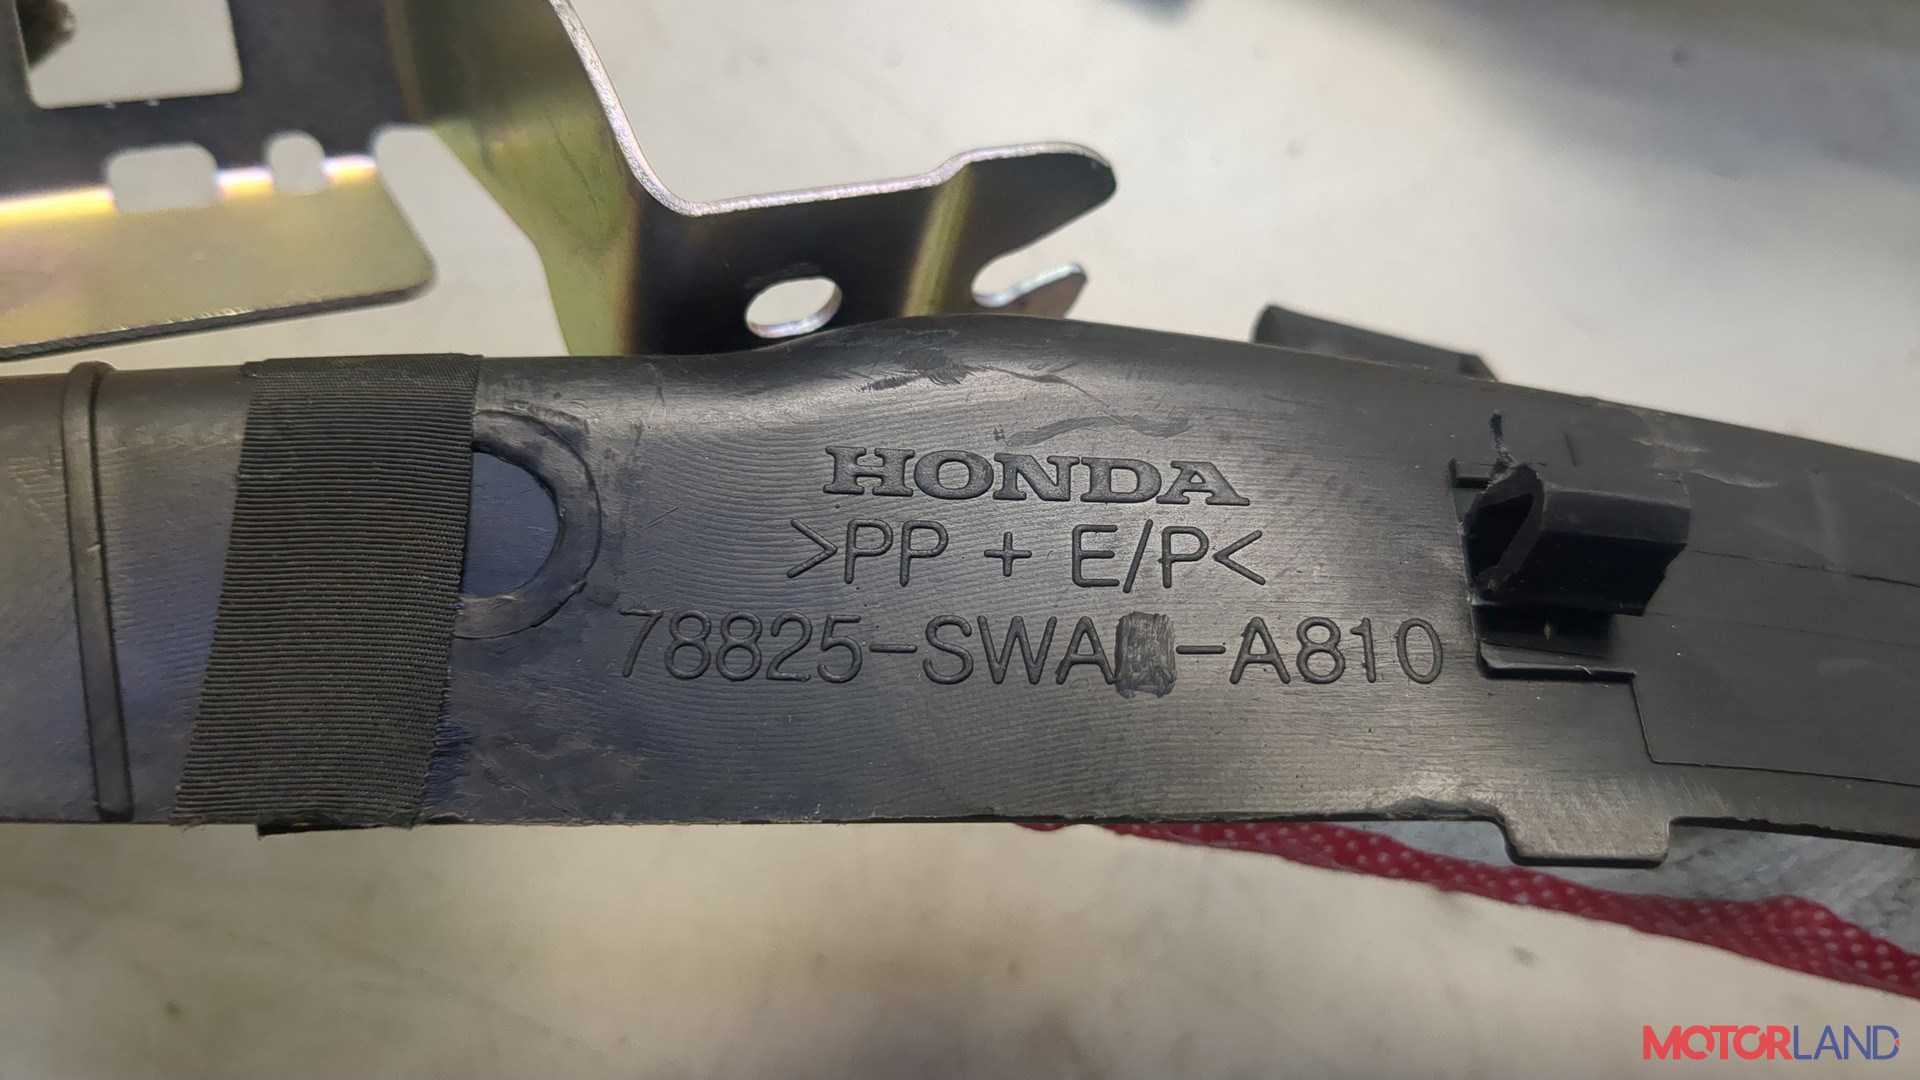 HONDA
>PP + E/P<
78825-SWA -A810
MOTORLAND